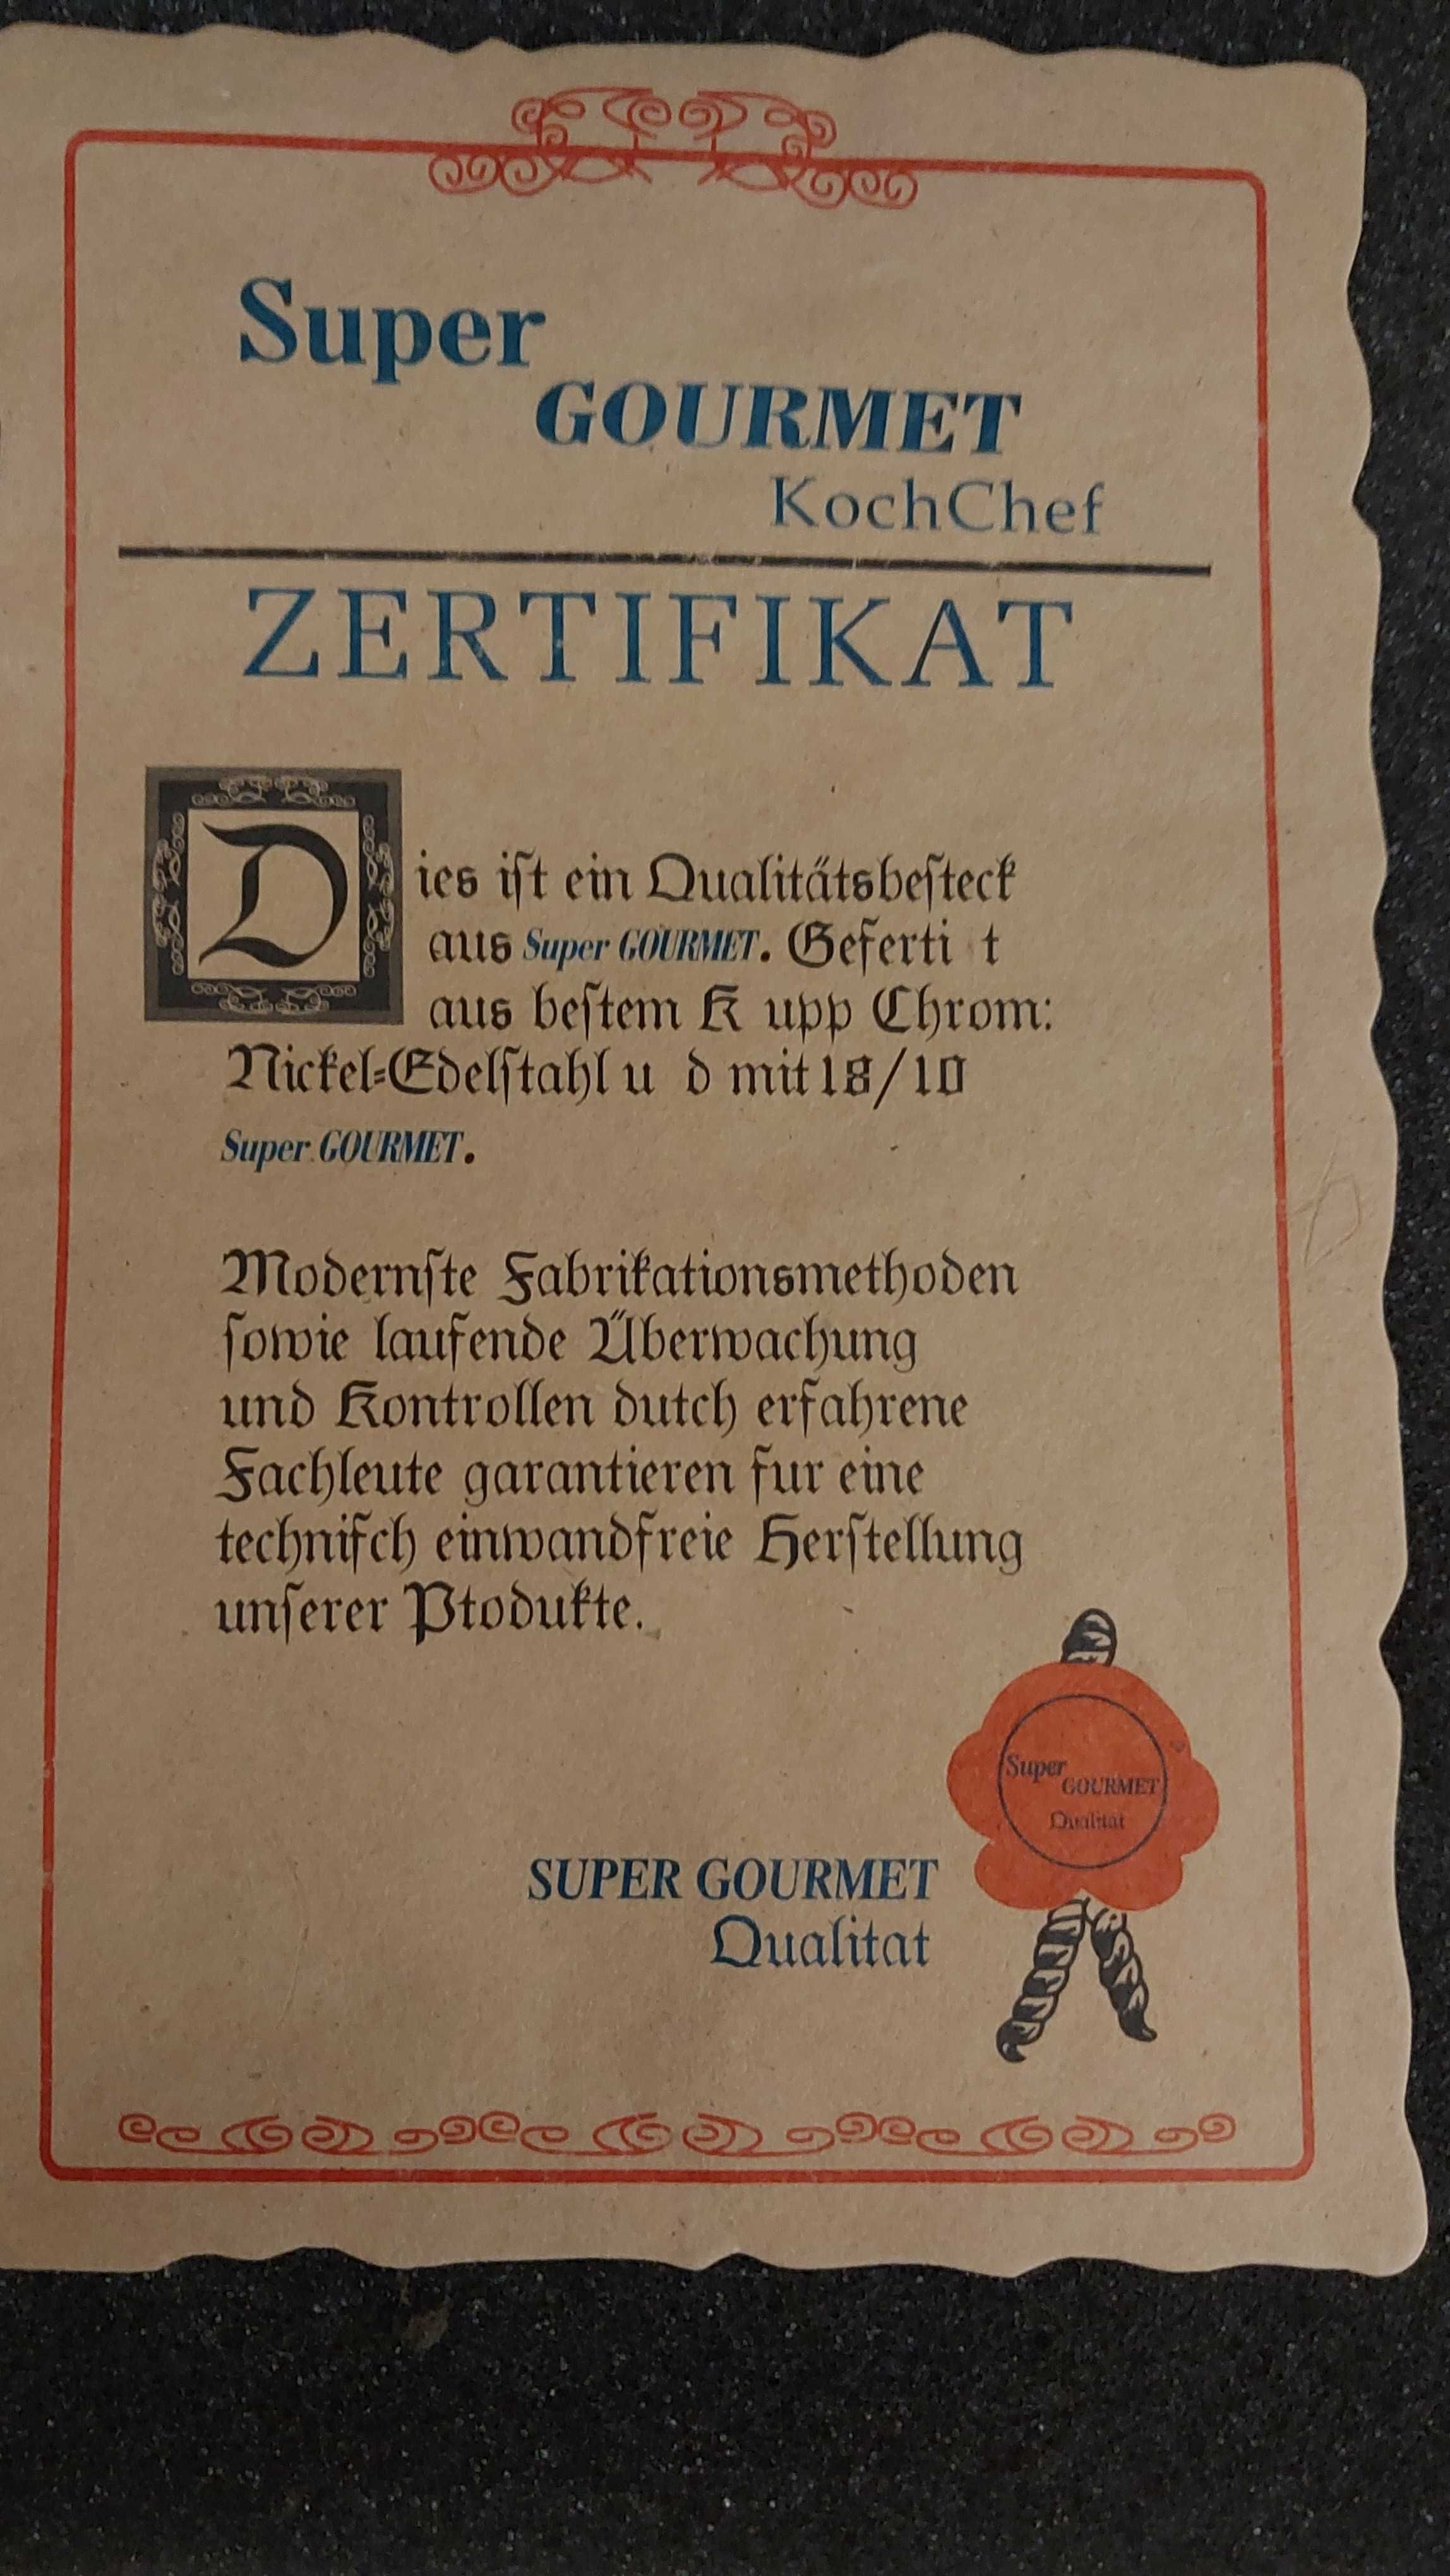 Super
GOURMET
KochChef
ZERTIFIKAT
Dies iſt ein Qualitätsbeſteck
aus Super GOURMET. Geferti t
aus beſtem K upp Chrom:
Nickel=Edelſtahl u d mit 18/10
Super GOURMET.
Modernſte Fabrikationsmethoden
ſowie laufende Überwachung
und Kontrollen dutch erfahrene
Fachleute garantieren fur eine
technifch einwandfreie Herſtellung
unſerer Ptodukte.
Super
GOURMET
Qualitat
SUPER GOURMET
Qualitat